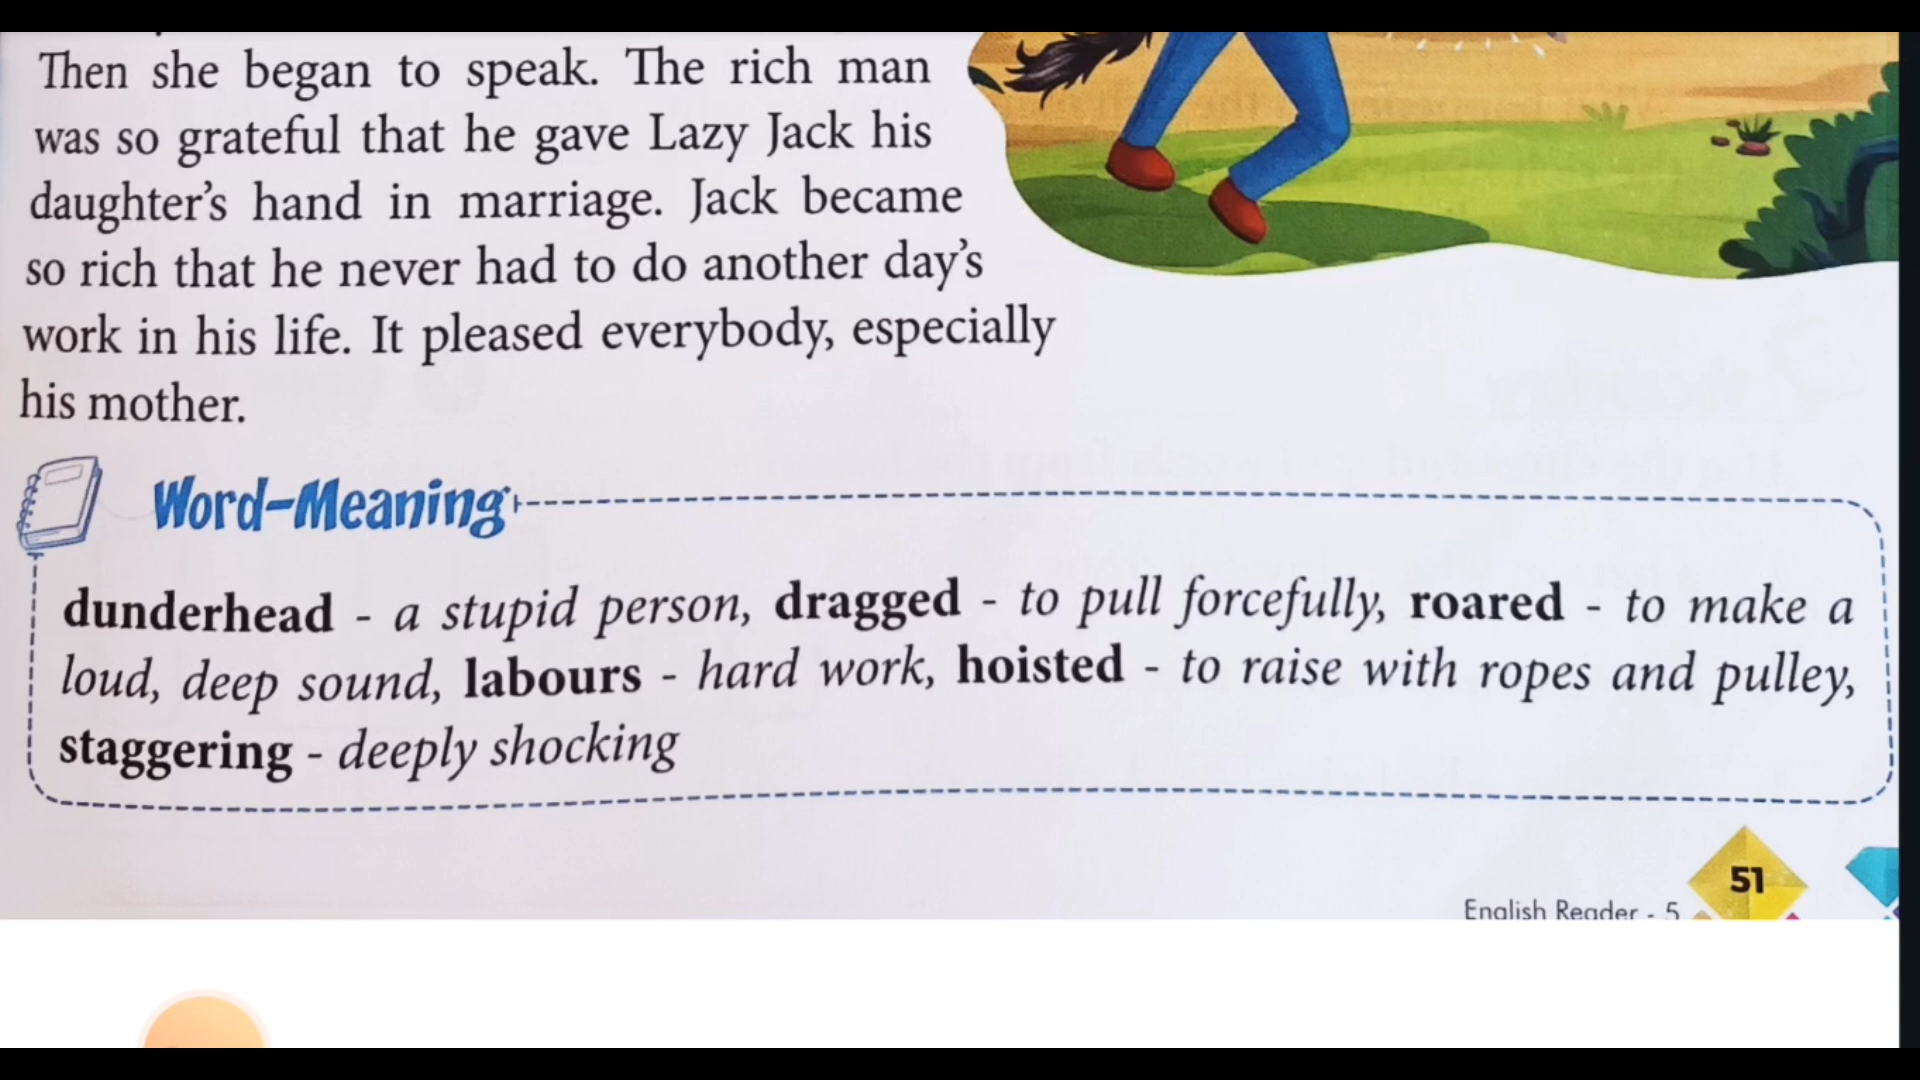 Then she began to speak. The rich man
was so grateful that he gave Lazy Jack his
daughter's hand in marriage. Jack became
so rich that he never had to do another day's
work in his life. It pleased everybody, especially
his mother.
Word-Meaning
dunderhead - a stupid person, dragged - to pull forcefully, roared - to make a
loud, deep sound, labours - hard work, hoisted - to raise with ropes and pulley,
staggering - deeply shocking
51
English Reader - 5